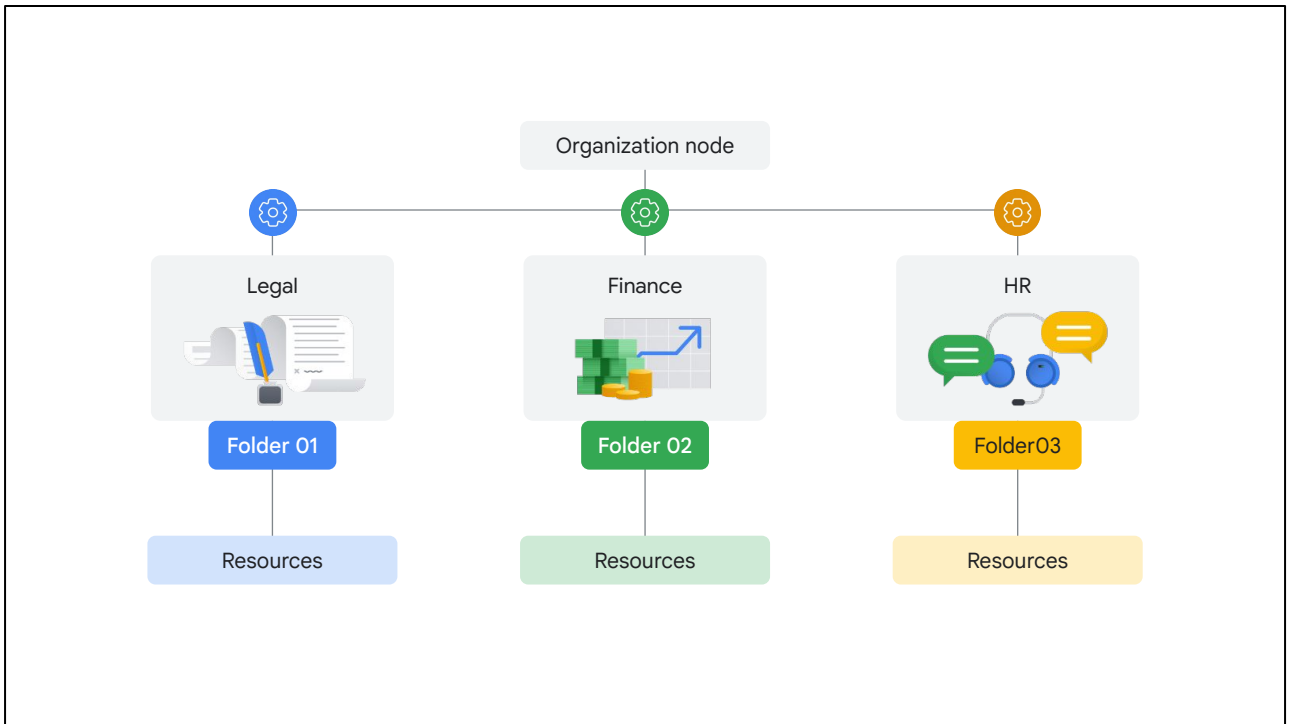 Organization node
Legal
Finance
HR
Folder 01
Folder 02
Folder03
Resources
Resources
Resources